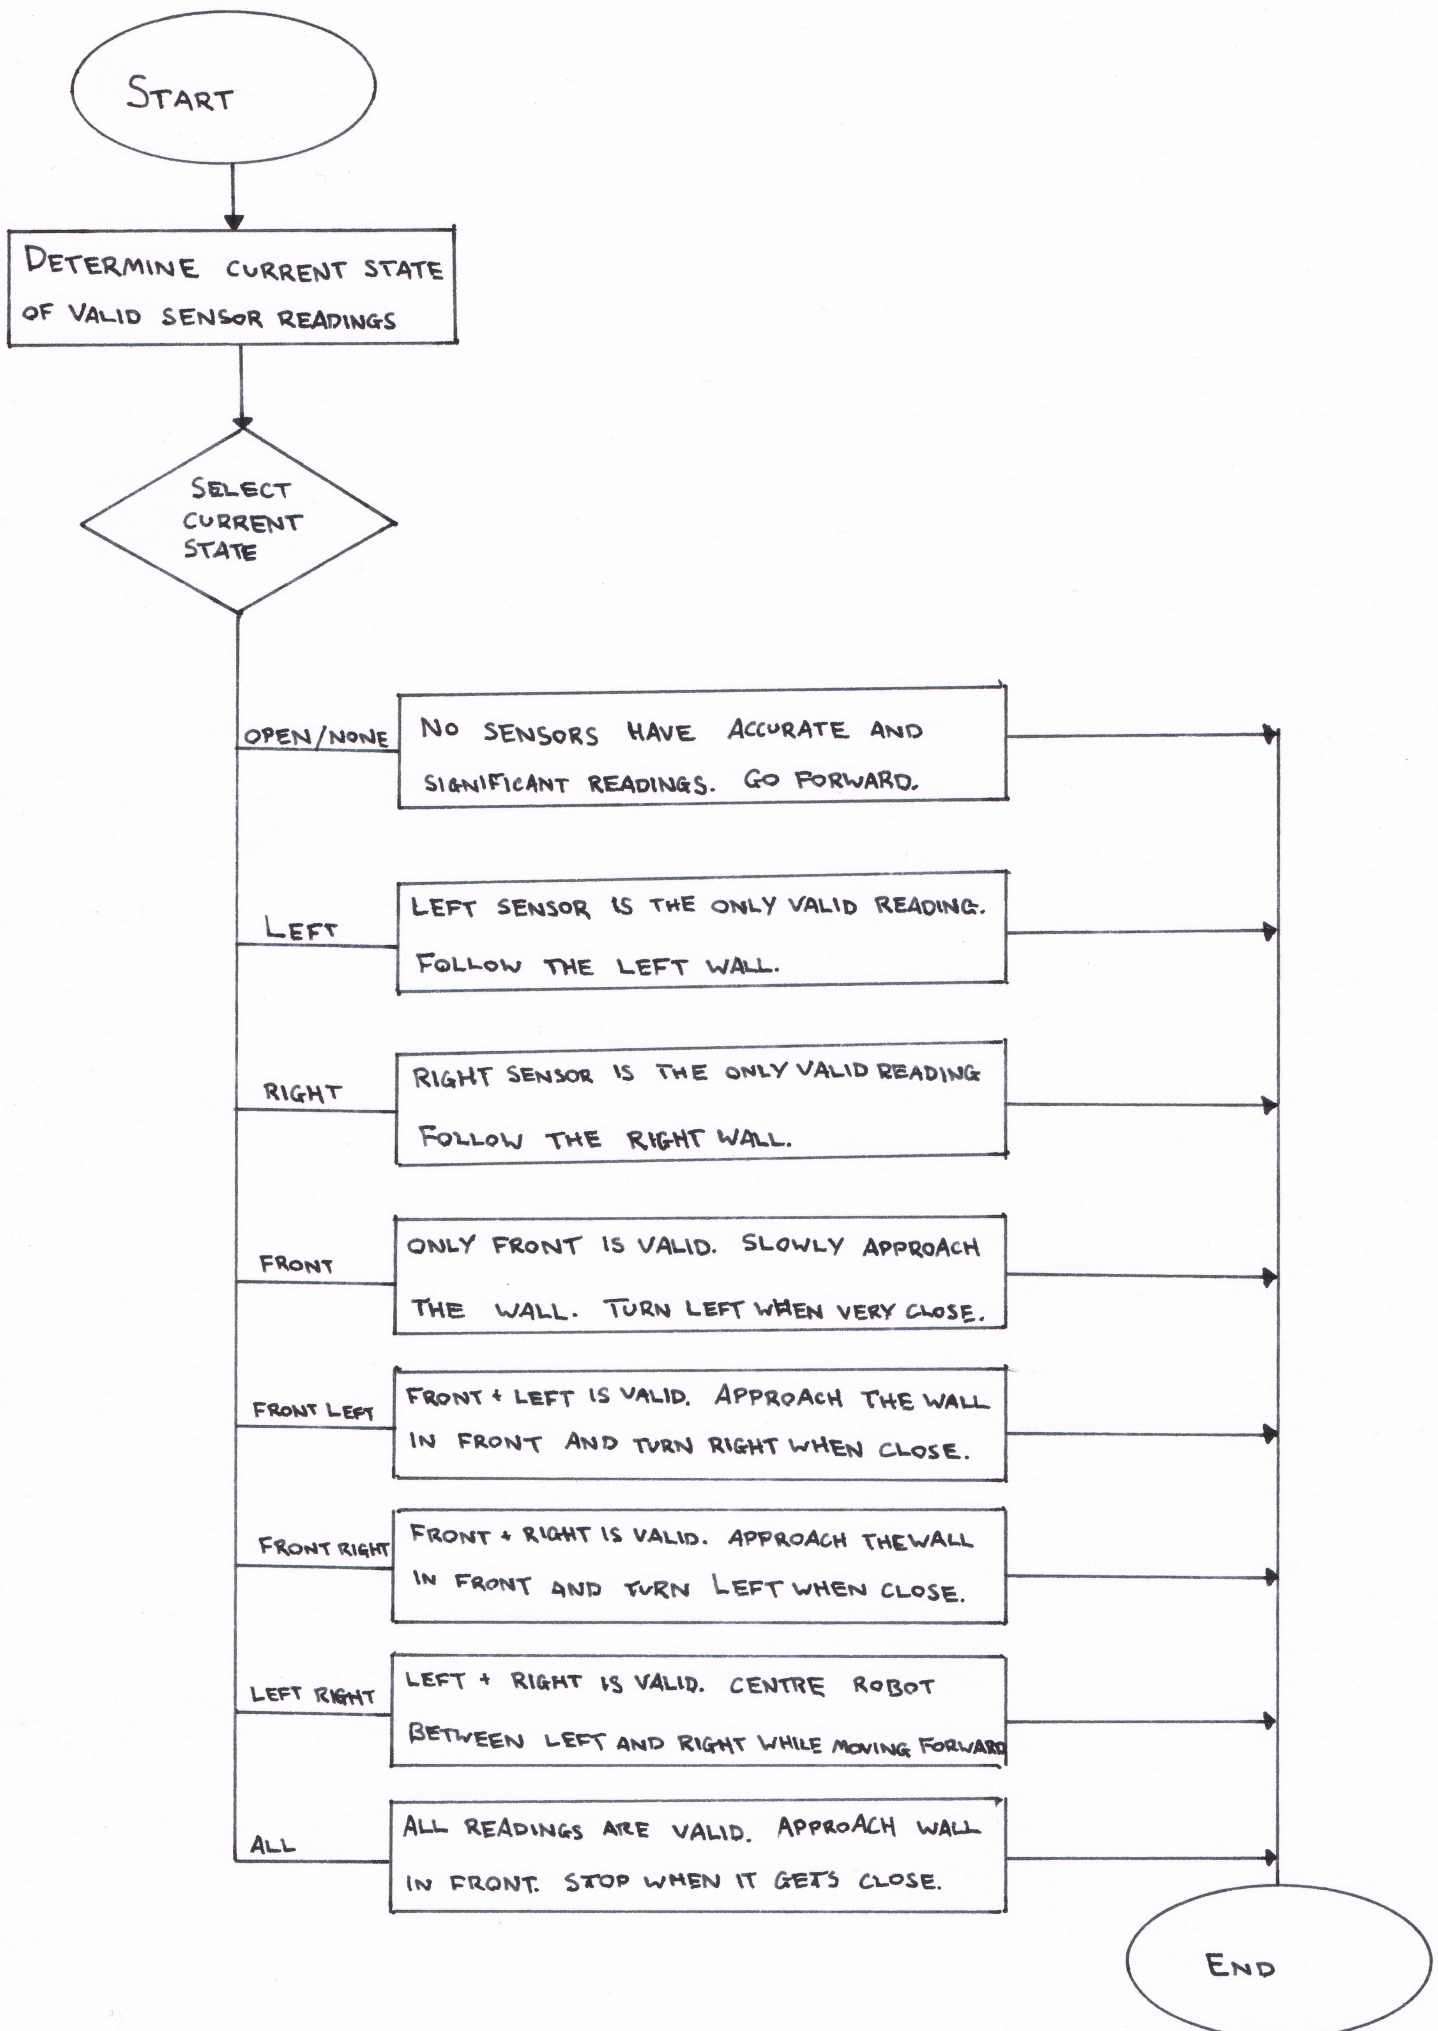 START
DETERMINE CURRENT STATE
OF VALID SENSOR READINGS
SELECT
CURRENT
STATE
OPEN/NONE
NO SENSORS HAVE ACCURATE AND
SIGNIFICANT READINGS. GO FORWARD.
LEFT
LEFT SENSOR IS THE ONLY VALID READING.
FOLLOW THE LEFT WALL.
RIGHT
RIGHT SENSOR IS THE ONLY VALID READING
FOLLOW THE RIGHT WALL.
FRONT
ONLY FRONT IS VALID. SLOWLY APPROACH
THE WALL. TURN LEFT WHEN VERY CLOSE.
FRONT LEFT
FRONT + LEFT IS VALID. APPROACH THE WALL
IN FRONT AND TURN RIGHT WHEN CLOSE.
FRONT RIGHT
FRONT + RIGHT IS VALID. APPROACH THE WALL
IN FRONT AND TURN LEFT WHEN CLOSE.
LEFT RIGHT
LEFT + RIGHT IS VALID. CENTRE ROBOT
BETWEEN LEFT AND RIGHT WHILE MOVING FORWARD
ALL
ALL READINGS ARE VALID. APPROACH WALL
IN FRONT. STOP WHEN IT GETS CLOSE.
END